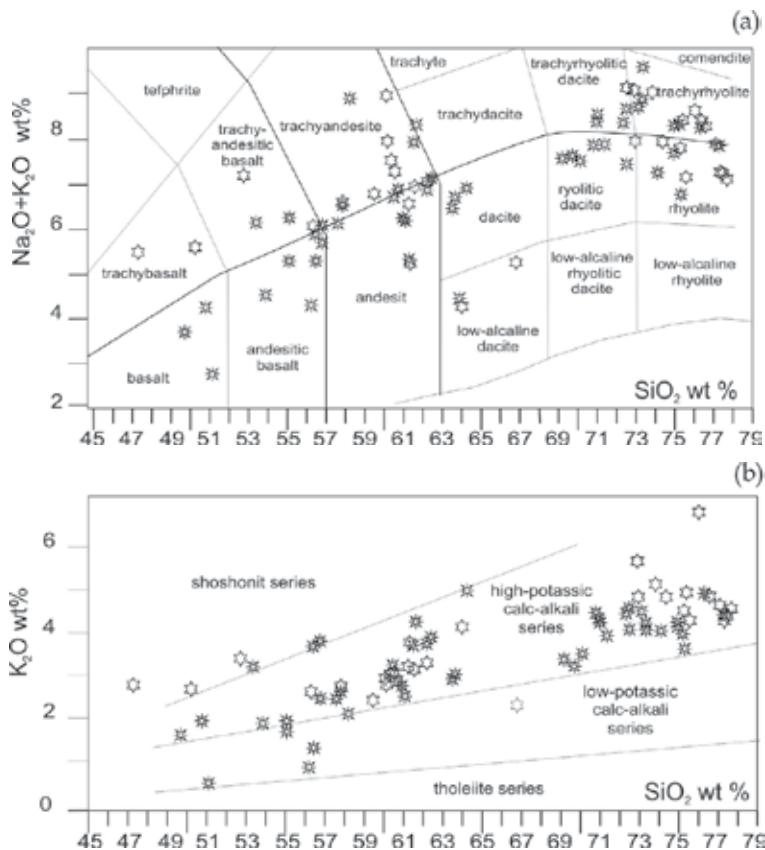 (a)
Na₂O+K₂O wt%
8
6
4
2
tefphrite
trachy-
andesitic
basalt
trachyandesite
trachyte
trachydacite
trachyrhyolitic
dacite
comendite
trachyrhyolite
trachybasalt
basalt
andesitic
basalt
andesit
dacite
ryolitic
dacite
rhyolite
low-alcaline
dacite
low-alcaline
rhyolitic
dacite
low-alcaline
rhyolite
SiO₂ wt %
45 47 49 51 53 55 57 59 61 63 65 67 69 71 73 75 77 79
(b)
K₂O wt%
6
4
2
0
shoshonit series
high-potassic
calc-alkali
series
low-potassic
calc-alkali
series
tholeiite series
SiO₂ wt %
45 47 49 51 53 55 57 59 61 63 65 67 69 71 73 75 77 79